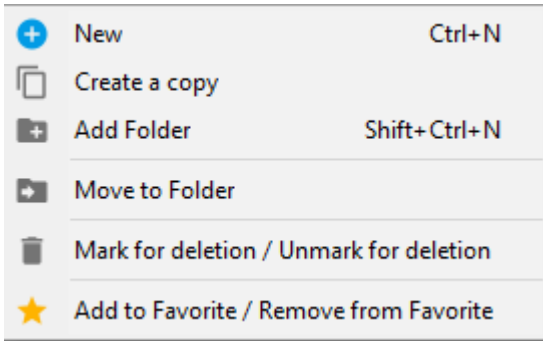 New Ctrl+N
Create a copy
Add Folder Shift+Ctrl+N
Move to Folder
Mark for deletion / Unmark for deletion
Add to Favorite / Remove from Favorite